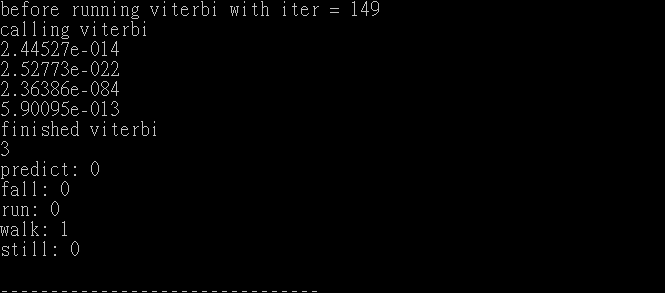 before running viterbi with iter = 149
calling viterbi
2.44527e-014
2.52773e-022
2.36386e-084
5.90095e-013
finished viterbi
3
predict: 0
fall: 0
run: 0
walk: 1
still: 0
--------------------------------